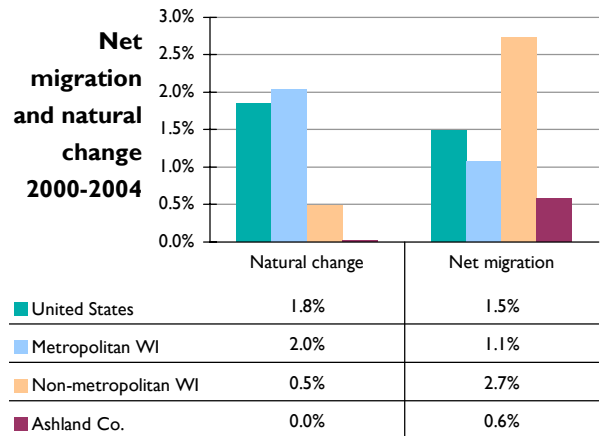 Net
migration
and natural
change
2000-2004
3.0%
2.5%
2.0%
1.5%
1.0%
0.5%
0.0%
Natural change Net migration
United States 1.8% 1.5%
Metropolitan WI 2.0% 1.1%
Non-metropolitan WI 0.5% 2.7%
Ashland Co. 0.0% 0.6%